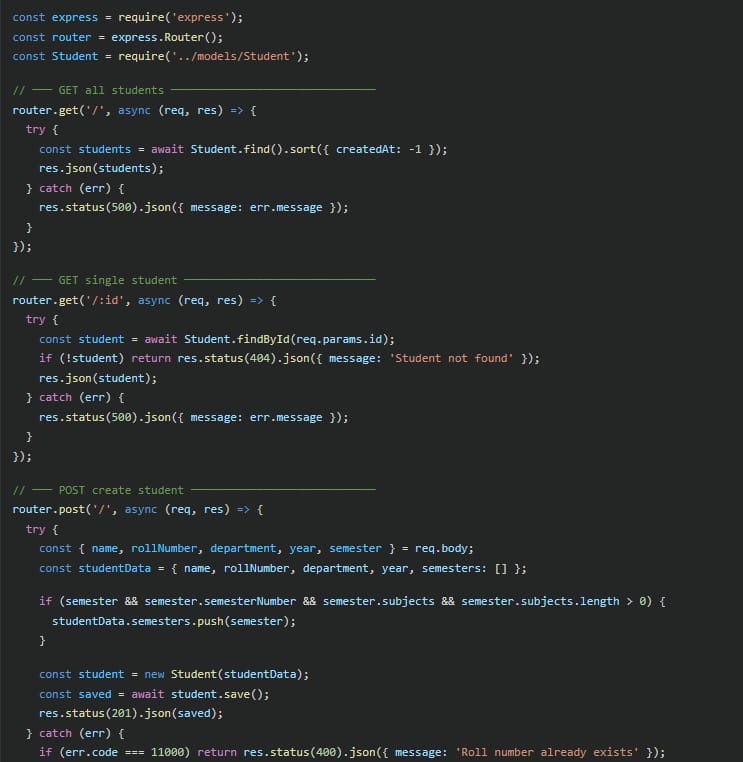 const express = require('express');
const router = express.Router();
const Student = require('../models/Student');
// ─── GET all students ───────────────────────────────
router.get('/', async (req, res) => {
try {
const students = await Student.find().sort({ createdAt: -1 });
res.json(students);
} catch (err) {
res.status(500).json({ message: err.message });
}
});
// ─── GET single student ─────────────────────────────
router.get('/:id', async (req, res) => {
try {
const student = await Student.findById(req.params.id);
if (!student) return res.status(404).json({ message: 'Student not found' });
res.json(student);
} catch (err) {
res.status(500).json({ message: err.message });
}
});
// ─── POST create student ────────────────────────────
router.post('/', async (req, res) => {
try {
const { name, rollNumber, department, year, semester } = req.body;
const studentData = { name, rollNumber, department, year, semesters: [] };
if (semester && semester.semesterNumber && semester.subjects && semester.subjects.length > 0) {
studentData.semesters.push(semester);
}
const student = new Student(studentData);
const saved = await student.save();
res.status(201).json(saved);
} catch (err) {
if (err.code === 11000) return res.status(400).json({ message: 'Roll number already exists' });